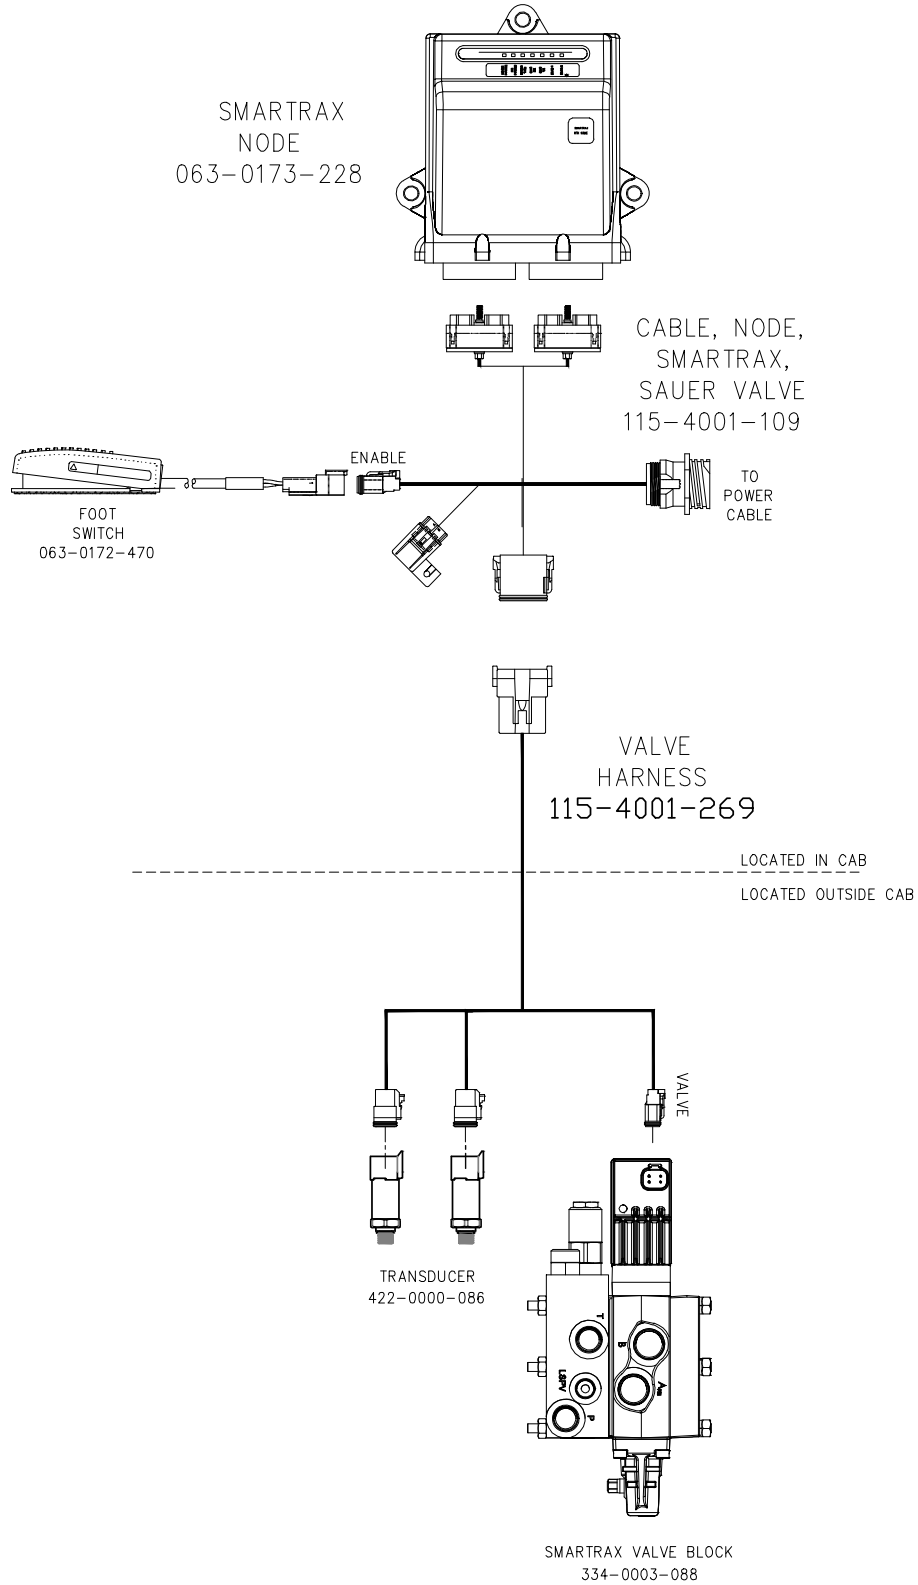 SMARTRAX
NODE
063-0173-228
CABLE, NODE,
SMARTRAX,
SAUER VALVE
115-4001-109
ENABLE
FOOT
SWITCH
063-0172-470
TO
POWER
CABLE
VALVE
HARNESS
115-4001-269
LOCATED IN CAB
LOCATED OUTSIDE CAB
VALVE
TRANSDUCER
422-0000-086
T
B
LSPV
A
P
SMARTRAX VALVE BLOCK
334-0003-088